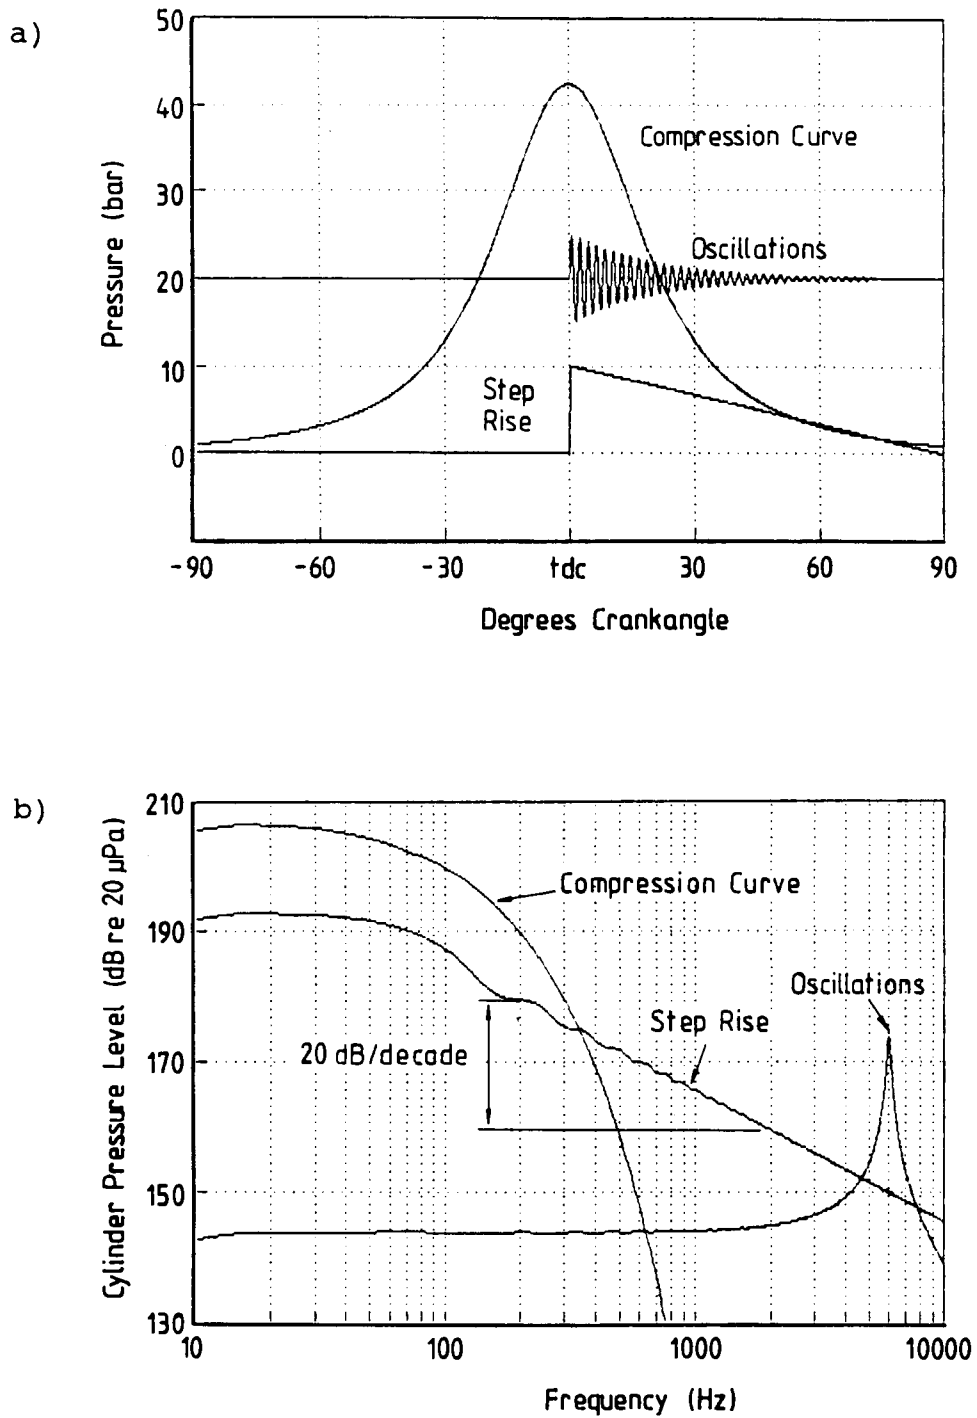 a)
50
40
30
20
10
0
Pressure (bar)
Compression Curve
Oscillations
Step
Rise
-90
-60
-30
tdc
30
60
90
Degrees Crankangle
b)
210
190
170
150
130
Cylinder Pressure Level (dB re 20 µPa)
Compression Curve
Oscillations
Step Rise
20 dB/decade
10
100
1000
10000
Frequency (Hz)